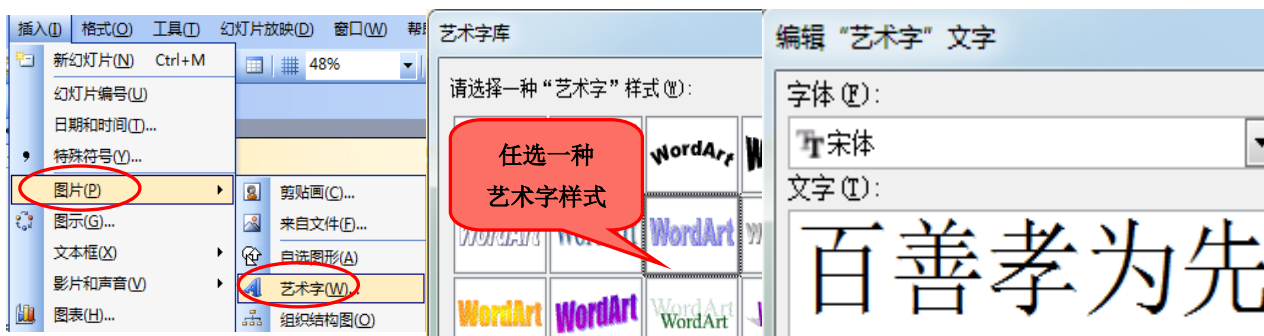 插入(I) 格式(O) 工具(T) 幻灯片放映(D) 窗口(W) 帮
新幻灯片(N) Ctrl+M
48%
幻灯片编号(U)
日期和时间(T)...
特殊符号(Y)...
图片(P)
图示(G)...
文本框(X)
影片和声音(V)
图表(H)...
剪贴画(C)...
来自文件(F)...
自选图形(A)
艺术字(W)...
组织结构图(O)
艺术字库
请选择一种“艺术字”样式(W):
WordArt
任选一种
艺术字样式
WordArt WordArt WordArt
WordArt WordArt WordArt
编辑“艺术字”文字
字体(F):
宋体
文字(T):
百善孝为先